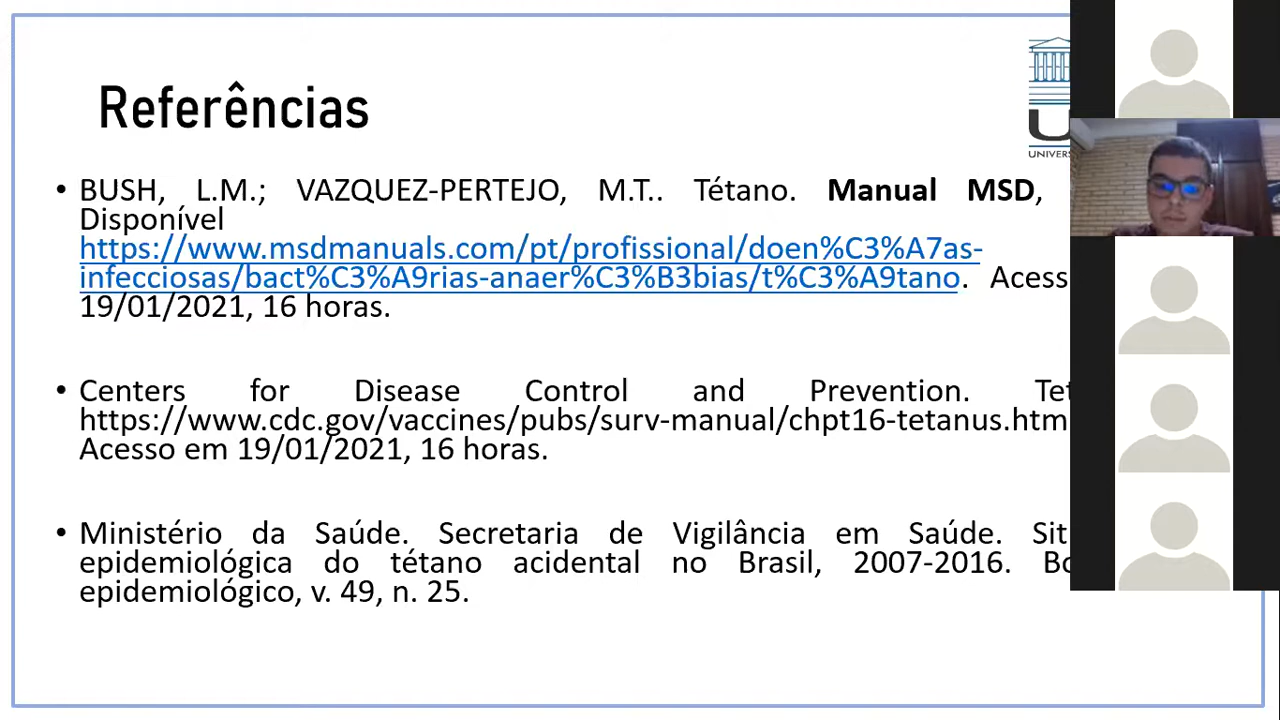 Referências
U
UNIVERS
• BUSH, L.M.; VAZQUEZ-PERTEJO, M.T.. Tétano. Manual MSD,
Disponível
https://www.msdmanuals.com/pt/profissional/doen%C3%A7as-
infecciosas/bact%C3%A9rias-anaer%C3%B3bias/t%C3%A9tano. Acess
19/01/2021, 16 horas.
• Centers for Disease Control and Prevention. Tet
https://www.cdc.gov/vaccines/pubs/surv-manual/chpt16-tetanus.htm
Acesso em 19/01/2021, 16 horas.
• Ministério da Saúde. Secretaria de Vigilância em Saúde. Sit
epidemiológica do tétano acidental no Brasil, 2007-2016. Bo
epidemiológico, v. 49, n. 25.